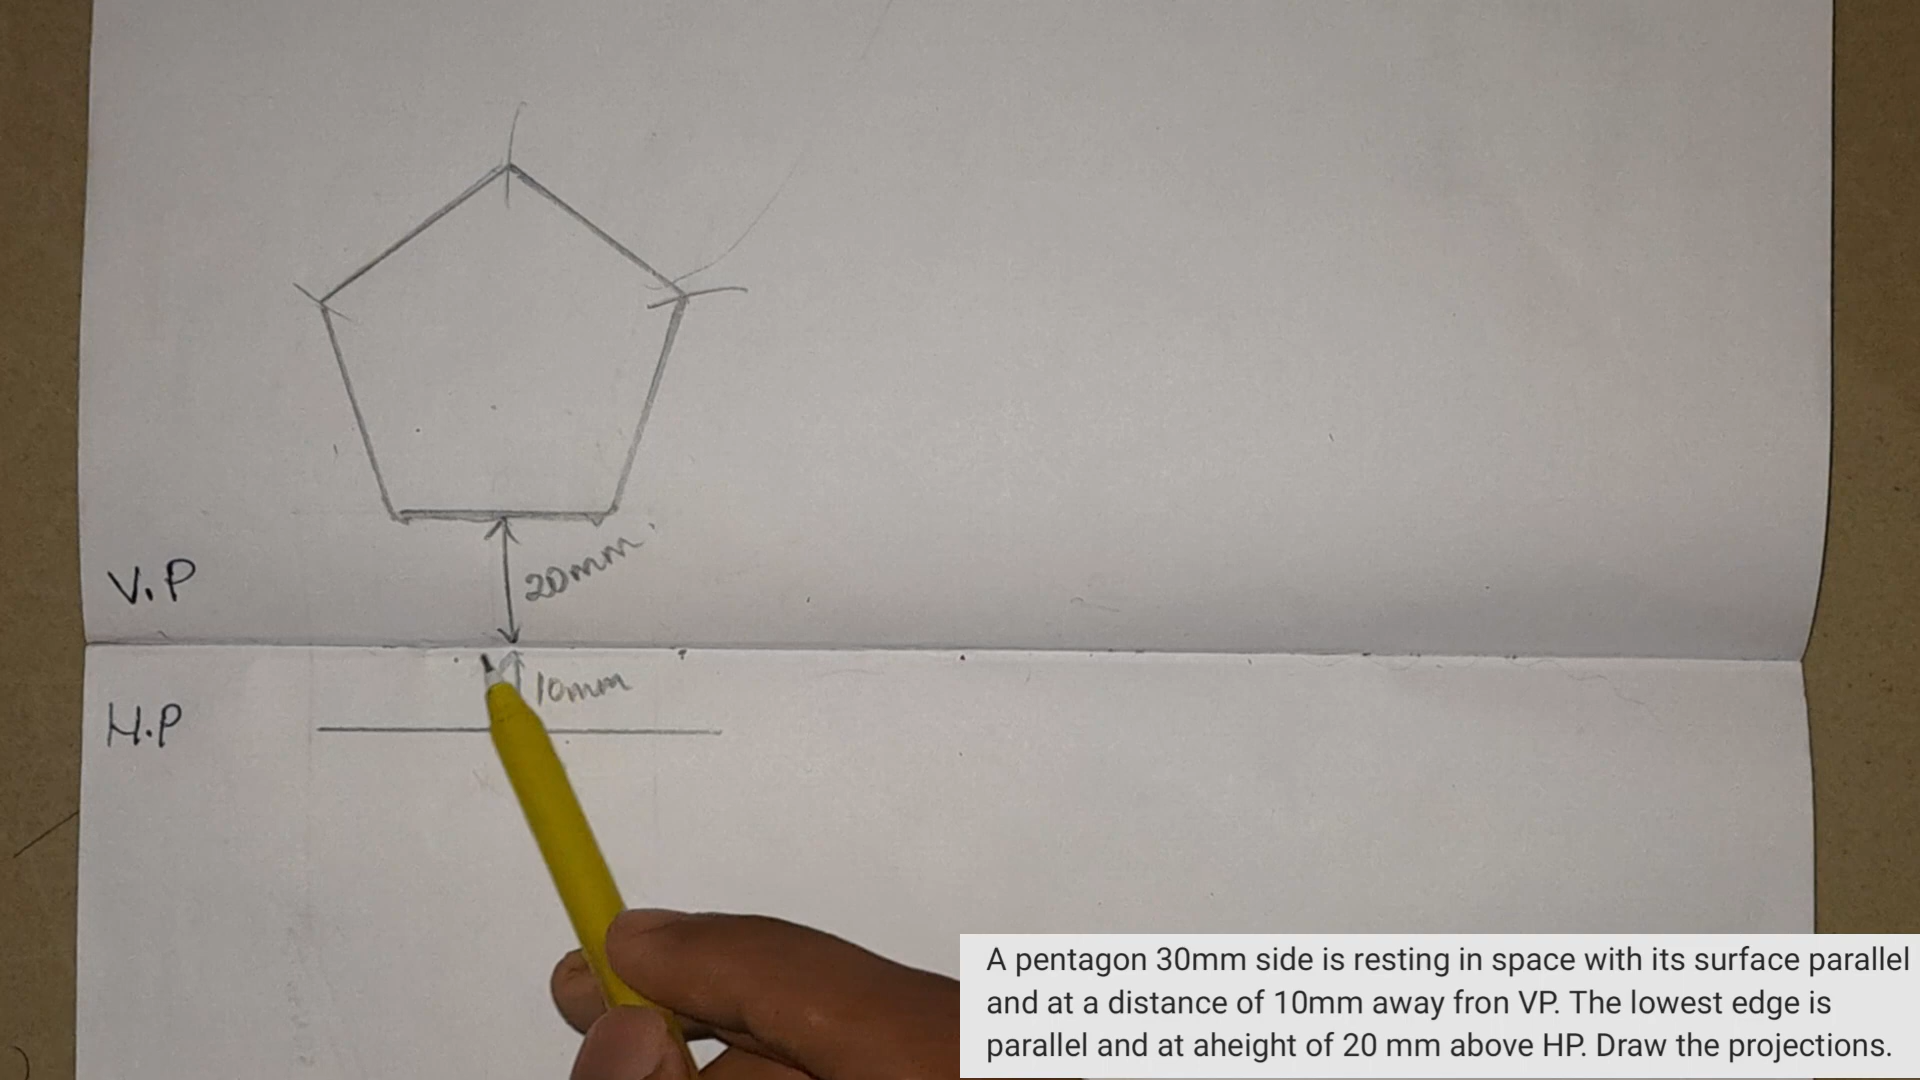 20mm
V.P
10mm
H.P
A pentagon 30mm side is resting in space with its surface parallel
and at a distance of 10mm away fron VP. The lowest edge is
parallel and at aheight of 20 mm above HP. Draw the projections.